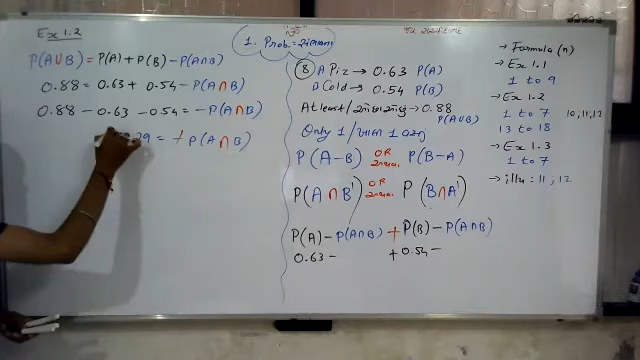 Ex 1.2
P(A∪B) = P(A) + P(B) - P(A∩B)
0.88 = 0.63 + 0.54 - P(A∩B)
0.88 - 0.63 - 0.54 = - P(A∩B)
29 = + P(A∩B)
1. Prob.
⑧ A Piz → 0.63 P(A)
B Cold → 0.54 P(B)
At least / → 0.88
P(A∪B)
Only 1 /
P(A-B) OR P(B-A)
P(A∩B') OR P(B∩A')
P(A) - P(A∩B) + P(B) - P(A∩B)
0.63 - + 0.54 -
→ Formula (n)
→ Ex 1.1
1 to 9
→ Ex 1.2
1 to 7 10, 11, 12
13 to 18
→ Ex 1.3
1 to 7
→ illu : 11, 12